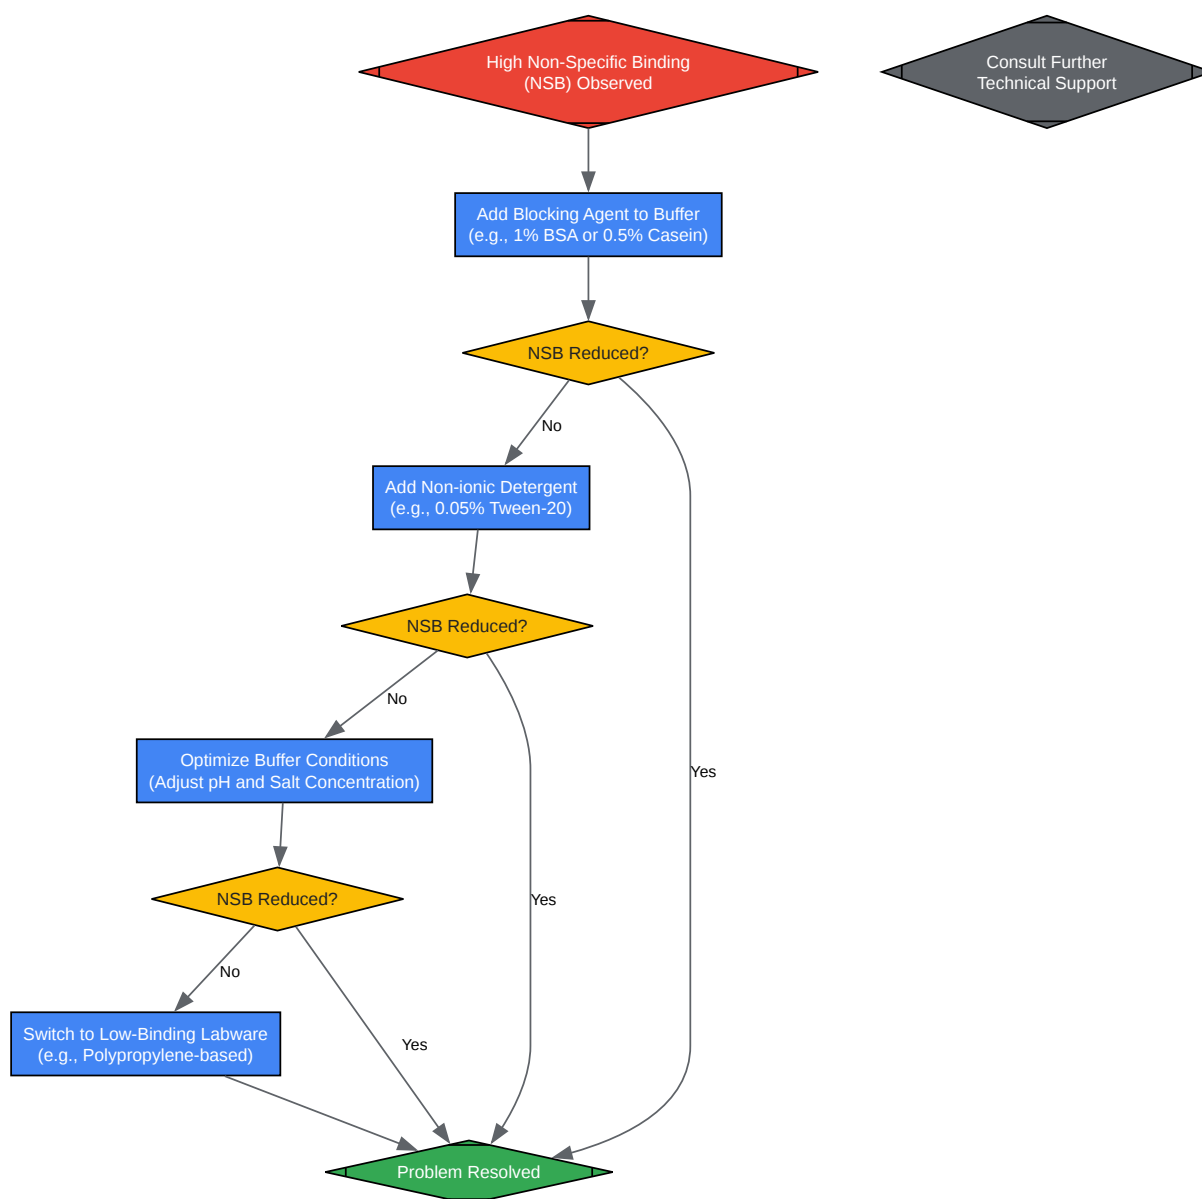 High Non-Specific Binding
(NSB) Observed
Consult Further
Technical Support
Add Blocking Agent to Buffer
(e.g., 1% BSA or 0.5% Casein)
NSB Reduced?
No
Add Non-ionic Detergent
(e.g., 0.05% Tween-20)
NSB Reduced?
No
Optimize Buffer Conditions
(Adjust pH and Salt Concentration)
Yes
NSB Reduced?
Yes
No
Switch to Low-Binding Labware
(e.g., Polypropylene-based)
Yes
Problem Resolved